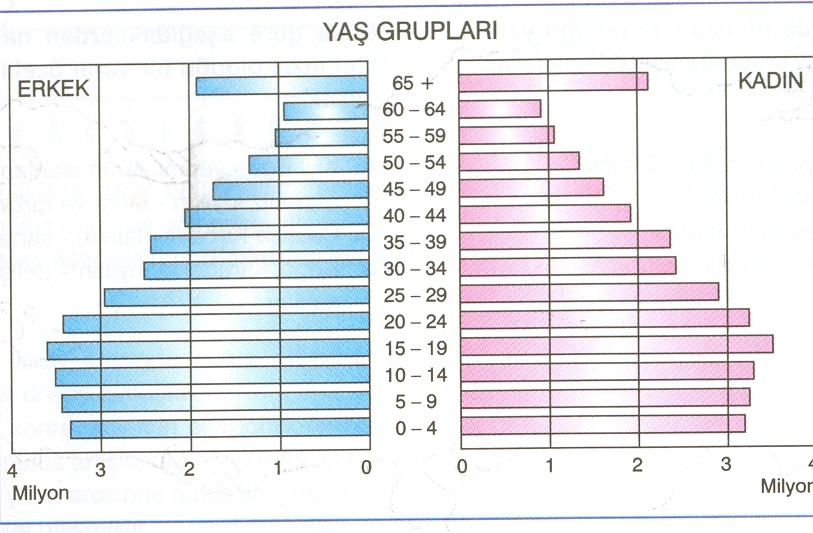 YAŞ GRUPLARI
ERKEK
KADIN
65 +
60 – 64
55 – 59
50 – 54
45 – 49
40 – 44
35 – 39
30 – 34
25 – 29
20 – 24
15 – 19
10 – 14
5 – 9
0 – 4
4 3 2 1 0
0 1 2 3 4
Milyon
Milyon